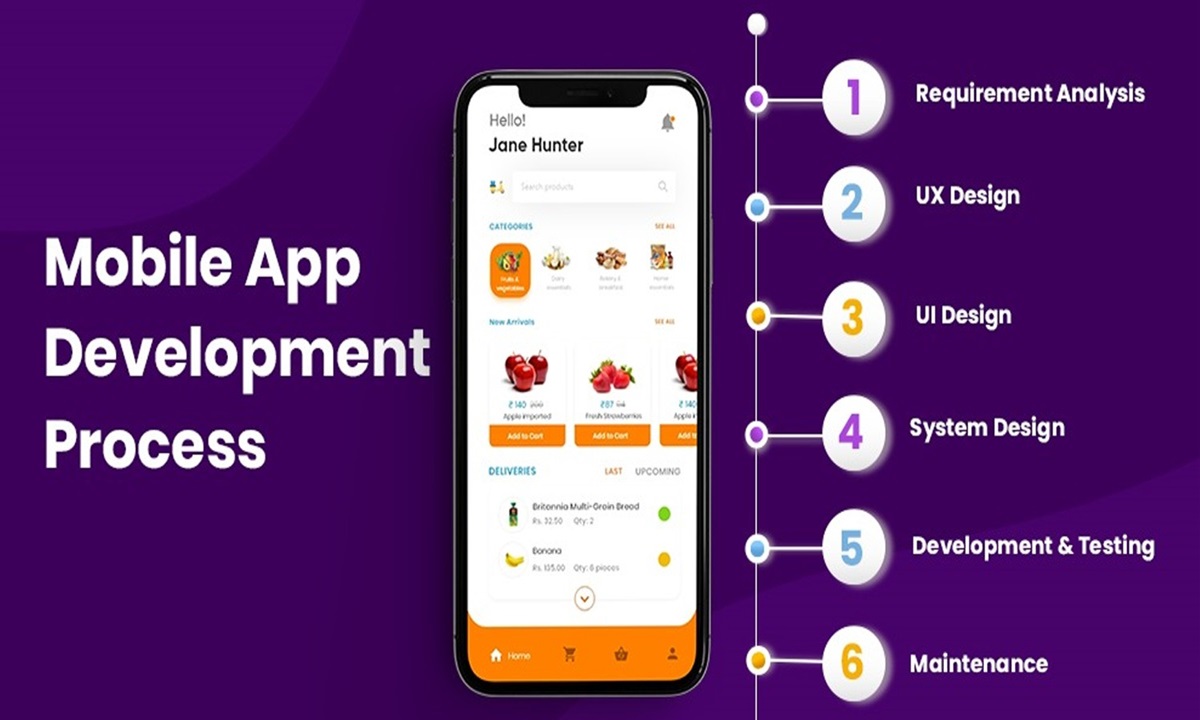 Mobile App
Development
Process
Hello!
Jane Hunter
Search products
CATEGORIES
SEE ALL
Fruits &
vegetables
Dairy
essentials
Bakery &
breakfast
Home
essentials
New Arrivals
SEE ALL
₹ 140 200
Apple imported
Add to Cart
₹87 94
Fresh Strawberries
Add to Cart
₹ 140
Apple i
Add to
DELIVERIES
LAST UPCOMING
Britannia Multi-Grain Bread
Rs. 32.50 Qty: 2
Banana
Rs. 105.00 Qty: 6 pieces
Home
1 Requirement Analysis
2 UX Design
3 UI Design
4 System Design
5 Development & Testing
6 Maintenance